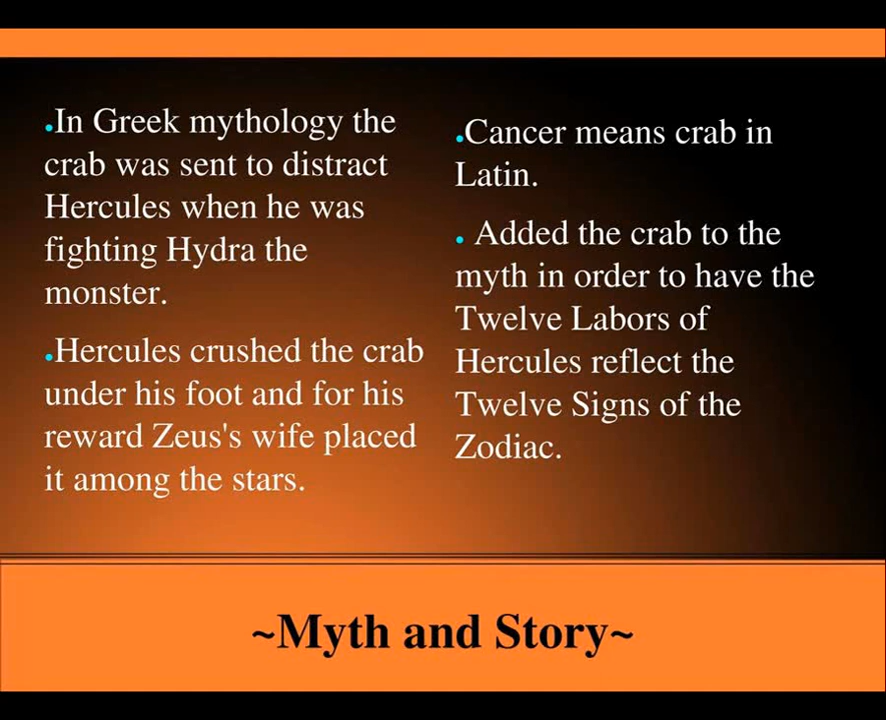 •In Greek mythology the
crab was sent to distract
Hercules when he was
fighting Hydra the
monster.
•Hercules crushed the crab
under his foot and for his
reward Zeus's wife placed
it among the stars.
•Cancer means crab in
Latin.
• Added the crab to the
myth in order to have the
Twelve Labors of
Hercules reflect the
Twelve Signs of the
Zodiac.
~Myth and Story~